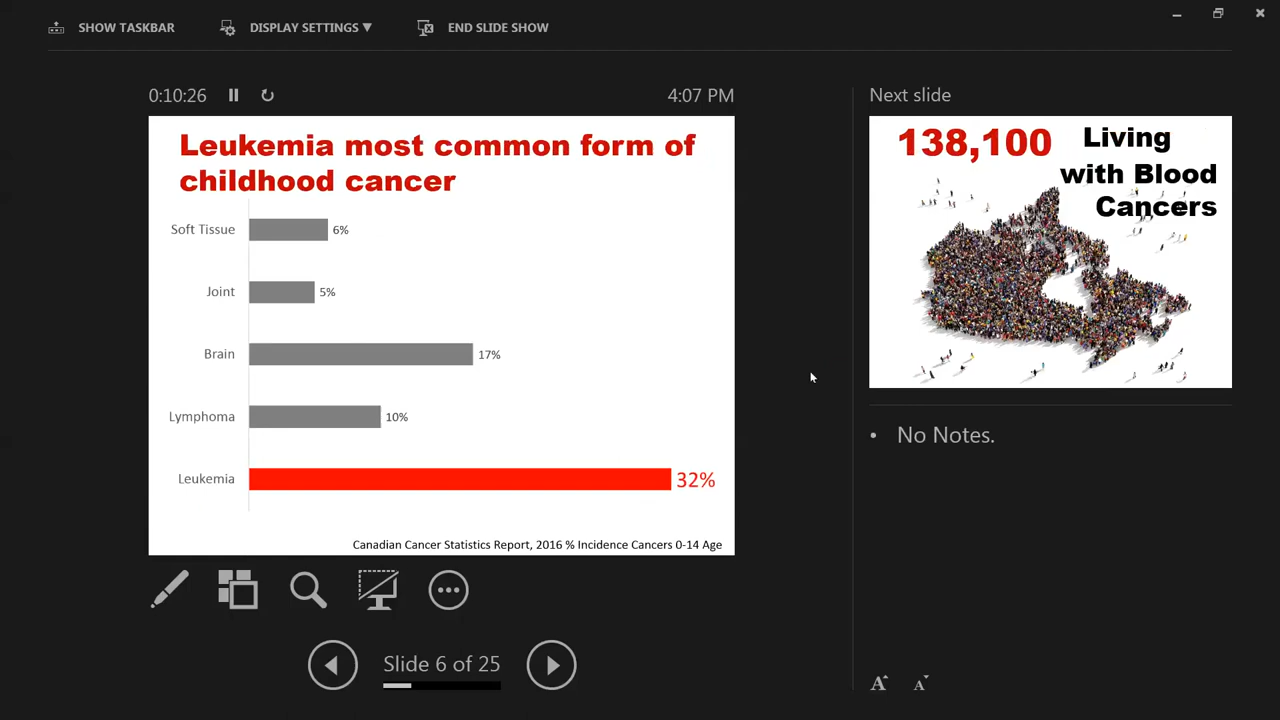 SHOW TASKBAR
DISPLAY SETTINGS ▼
END SLIDE SHOW
0:10:26
4:07 PM
Leukemia most common form of
childhood cancer
Soft Tissue 6%
Joint 5%
Brain 17%
Lymphoma 10%
Leukemia 32%
Canadian Cancer Statistics Report, 2016 % Incidence Cancers 0-14 Age
Slide 6 of 25
Next slide
138,100 Living
with Blood
Cancers
• No Notes.
A A